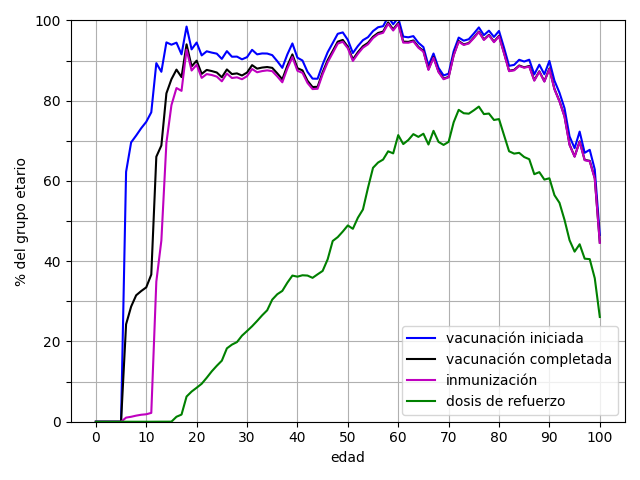 100
80
60
40
20
0
% del grupo etario
0 10 20 30 40 50 60 70 80 90 100
edad
vacunación iniciada
vacunación completada
inmunización
dosis de refuerzo